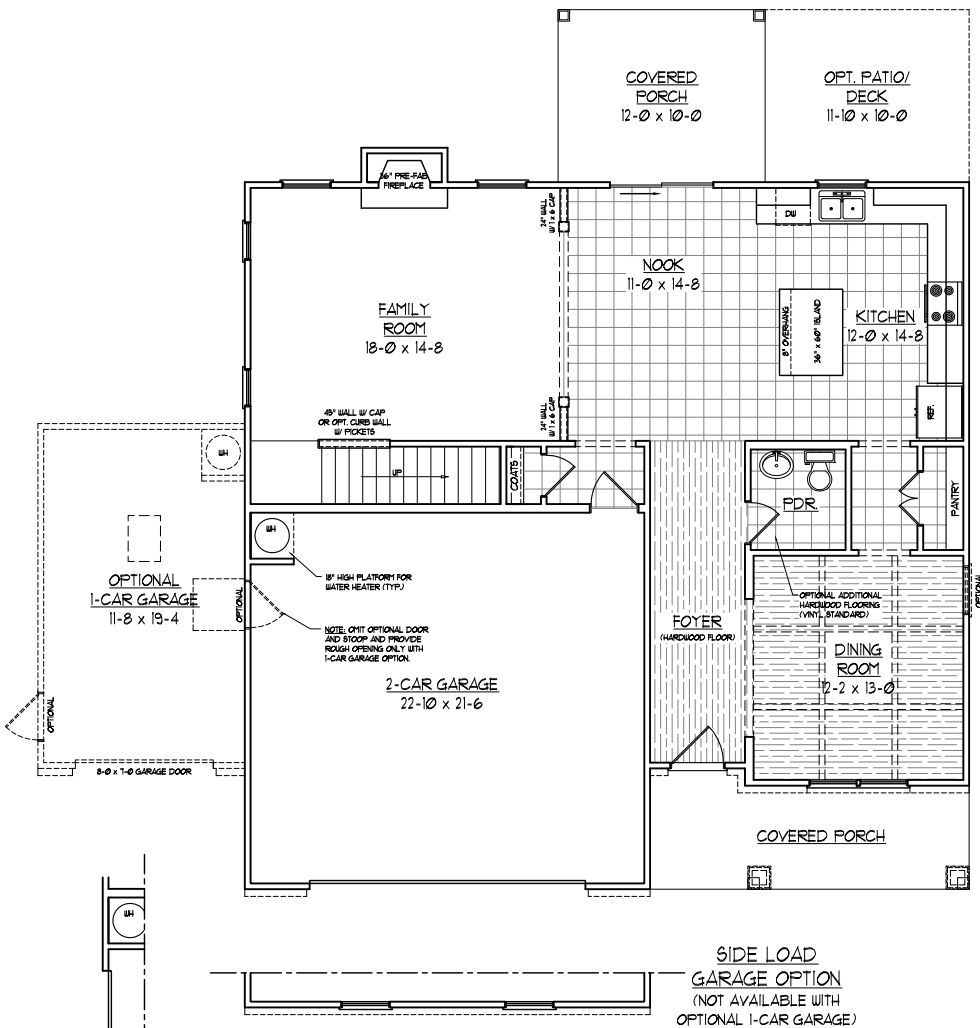 COVERED
PORCH
12-0 x 10-0
OPT. PATIO/
DECK
11-10 x 10-0
36" PRE-FAB
FIREPLACE
24" WALL
W/ 1 x 6 CAP
DW
NOOK
11-0 x 14-8
FAMILY
ROOM
18-0 x 14-8
8" OVERHANG
36" x 60" ISLAND
KITCHEN
12-0 x 14-8
REF.
24" WALL
W/ 1 x 6 CAP
WALL W/ CAP
OR OPT. CURB WALL
W/ PICKETS
WH
UP
COATS
PDR.
PANTRY
WH
18" HIGH PLATFORM FOR
WATER HEATER (TYP.)
OPTIONAL
1-CAR GARAGE
11-8 x 19-4
OPTIONAL
NOTE: OMIT OPTIONAL DOOR
AND STOOP AND PROVIDE
ROUGH OPENING ONLY WITH
1-CAR GARAGE OPTION.
OPTIONAL ADDITIONAL
HARDWOOD FLOORING
(VINYL STANDARD)
OPTIONAL
FOYER
(HARDWOOD FLOOR)
DINING
ROOM
12-2 x 13-0
2-CAR GARAGE
22-10 x 21-6
OPTIONAL
8-0 x 7-0 GARAGE DOOR
COVERED PORCH
WH
SIDE LOAD
GARAGE OPTION
(NOT AVAILABLE WITH
OPTIONAL 1-CAR GARAGE)